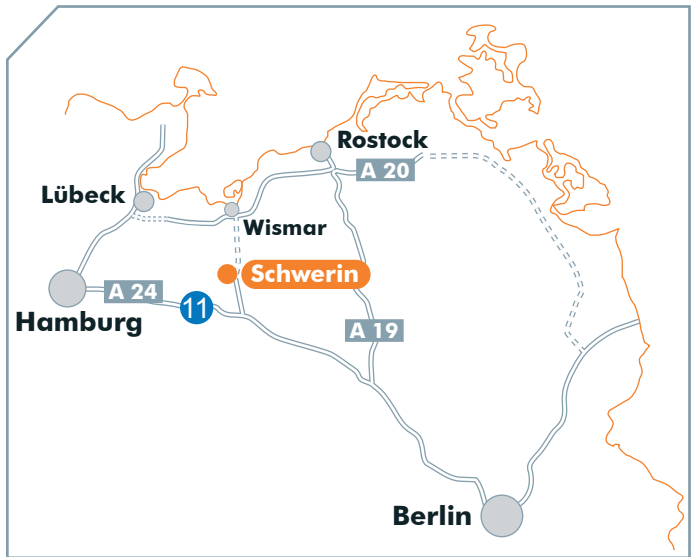 Rostock
A 20
Lübeck
Wismar
Schwerin
A 24
11
Hamburg
A 19
Berlin